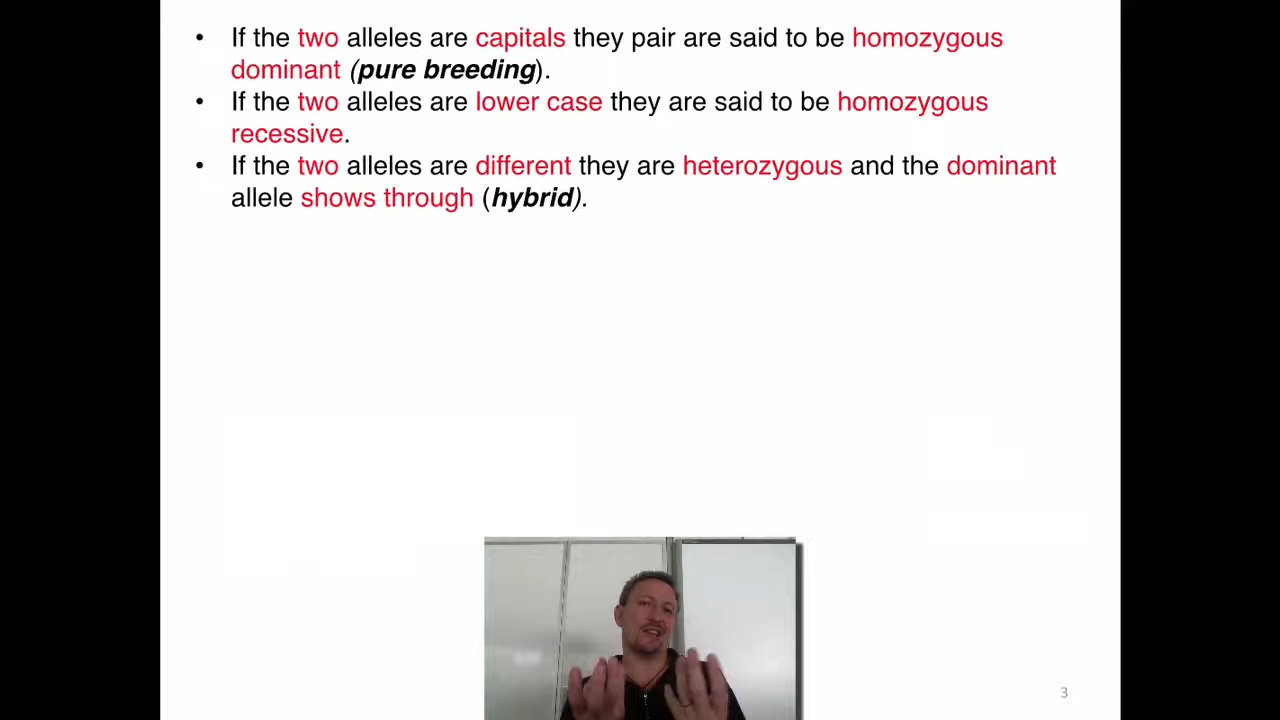 • If the two alleles are capitals they pair are said to be homozygous
dominant (pure breeding).
• If the two alleles are lower case they are said to be homozygous
recessive.
• If the two alleles are different they are heterozygous and the dominant
allele shows through (hybrid).
3